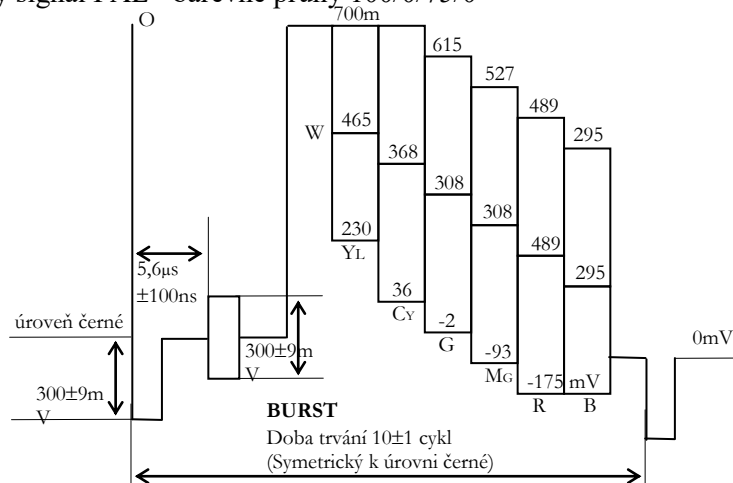 signál PAL barevné pruhy 100/0/75/0
O
700m
615
527
489
295
W
465
368
308
308
489
295
230
YL
36
CY
-2
G
-93
MG
-175 mV
R
B
5,6µs
±100ns
úroveň černé
300±9m
V
300±9m
V
0mV
BURST
Doba trvání 10±1 cykl
(Symetrický k úrovni černé)